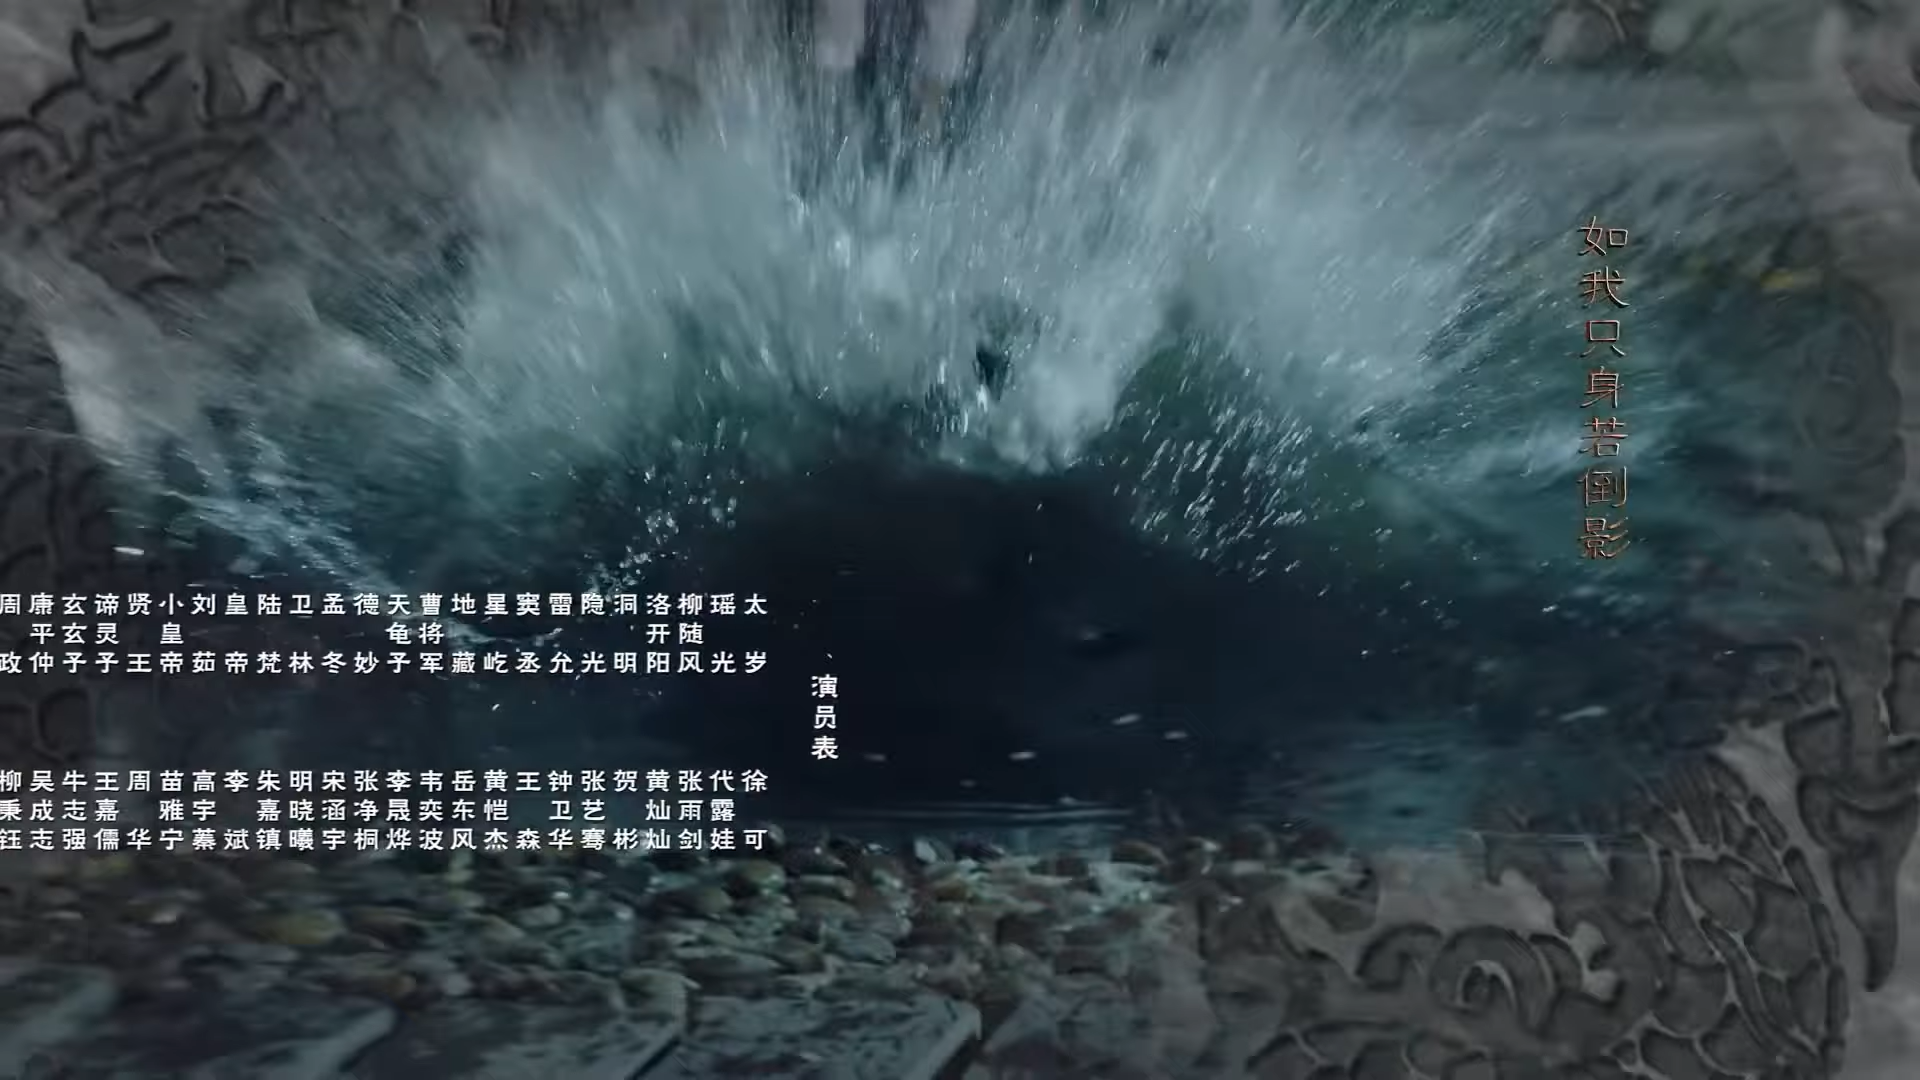 如我只身若倒影
演员表
太岁
瑶光
柳随风
洛开阳
洞明
隐光
雷允
窦丞
星屹
地藏
曹将军
天龟子
德妙
孟冬
卫林
陆梵
皇帝
刘茹
小皇帝
贤王
谛灵子
玄玄子
康平仲
周政
徐可
代露娃
张雨剑
黄灿灿
贺彬
张艺骞
钟卫华
王森
黄恺杰
岳东风
韦奕波
李晟烨
张净桐
宋涵宇
明晓曦
朱嘉镇
李斌
高宇蓁
苗雅宁
周华
王嘉儒
牛志强
吴成志
柳秉钰